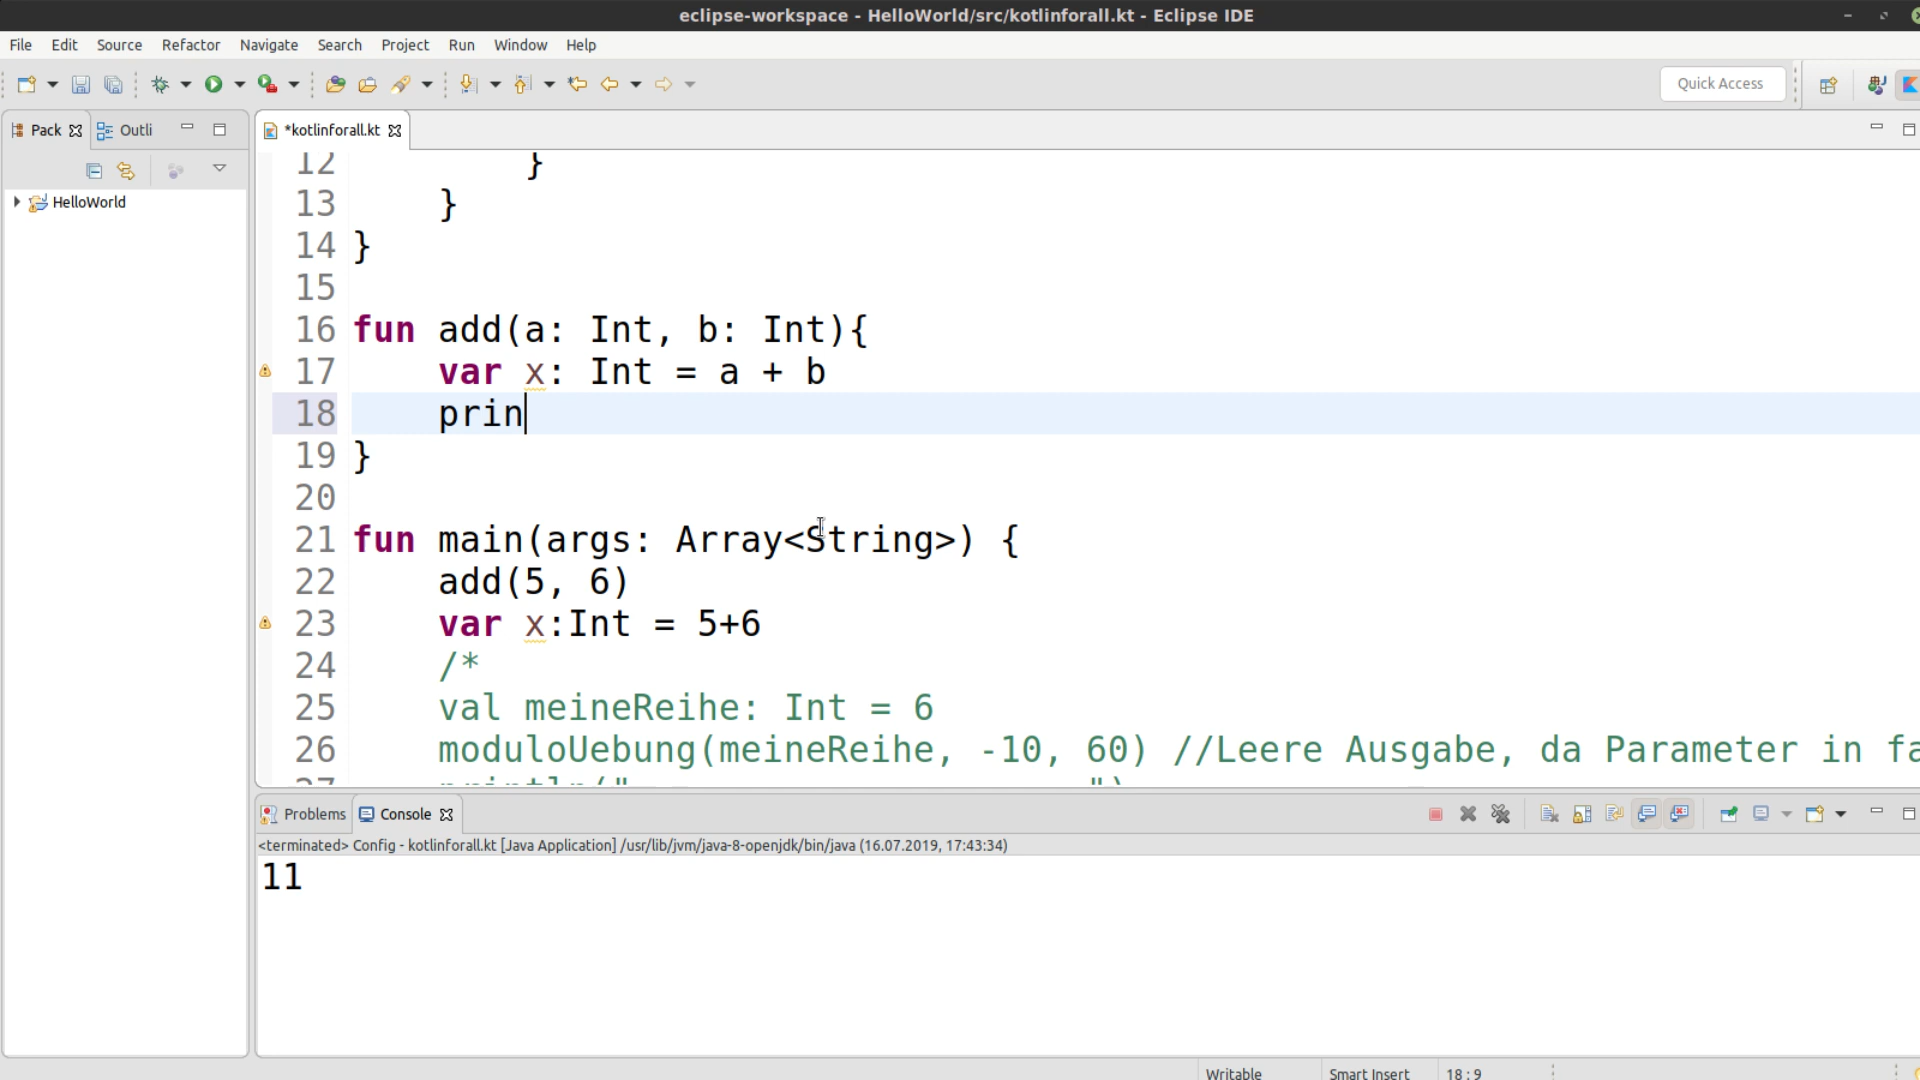 eclipse-workspace - HelloWorld/src/kotlinforall.kt - Eclipse IDE
File Edit Source Refactor Navigate Search Project Run Window Help
Quick Access
Pack Outli
*kotlinforall.kt
HelloWorld
12 }
13 }
14 }
15
16 fun add(a: Int, b: Int){
17 var x: Int = a + b
18 prin
19 }
20
21 fun main(args: Array<String>) {
22 add(5, 6)
23 var x:Int = 5+6
24 /*
25 val meineReihe: Int = 6
26 moduloUebung(meineReihe, -10, 60) //Leere Ausgabe, da Parameter in fa
Problems Console
<terminated> Config - kotlinforall.kt [Java Application] /usr/lib/jvm/java-8-openjdk/bin/java (16.07.2019, 17:43:34)
11
Writable Smart Insert 18 : 9